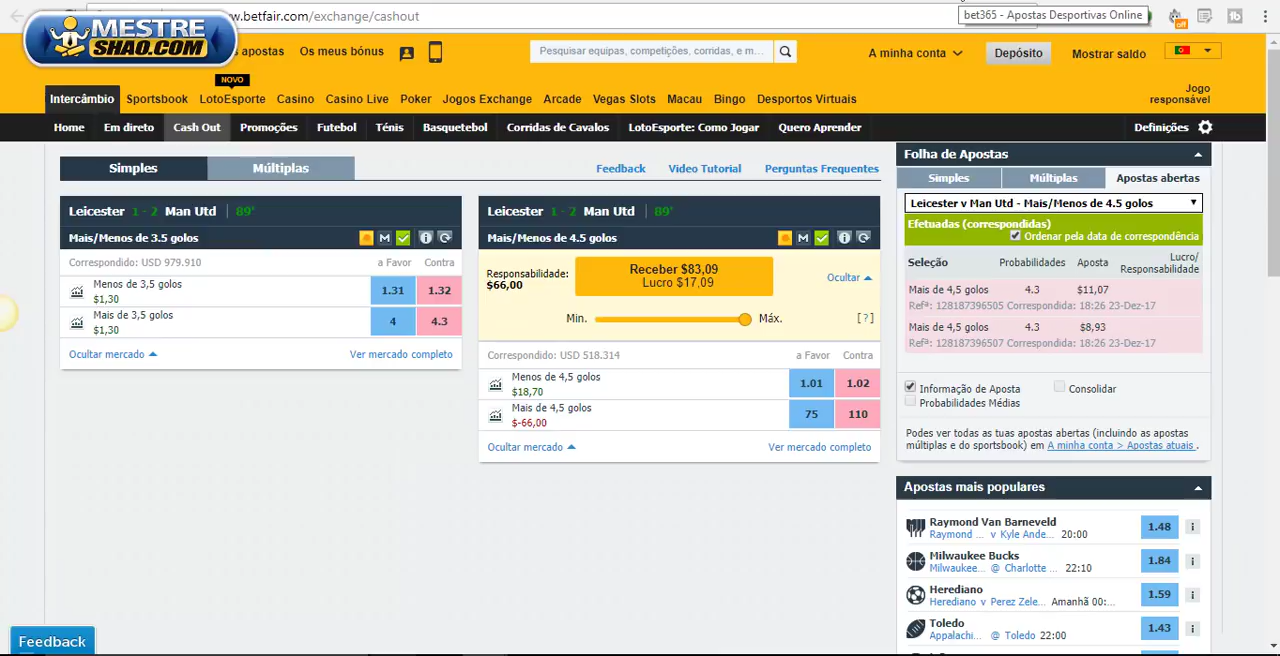 w.betfair.com/exchange/cashout
bet365 - Apostas Desportivas Online
off
tb
MESTRE
SHAO.COM
apostas
Os meus bónus
Pesquisar equipas, competições, corridas, e m...
A minha conta
Depósito
Mostrar saldo
NOVO
Intercâmbio
Sportsbook
LotoEsporte
Casino
Casino Live
Poker
Jogos Exchange
Arcade
Vegas Slots
Macau
Bingo
Desportos Virtuais
Jogo
responsável
Home
Em direto
Cash Out
Promoções
Futebol
Ténis
Basquetebol
Corridas de Cavalos
LotoEsporte: Como Jogar
Quero Aprender
Definições
Simples
Múltiplas
Feedback
Video Tutorial
Perguntas Frequentes
Leicester 1 - 2 Man Utd 89'
Mais/Menos de 3.5 golos
M
Correspondido: USD 979.910
a Favor
Contra
Menos de 3,5 golos
$1,30
1.31
1.32
Mais de 3,5 golos
$1,30
4
4.3
Ocultar mercado
Ver mercado completo
Leicester 1 - 2 Man Utd 89'
Mais/Menos de 4.5 golos
M
Responsabilidade:
$66,00
Receber $83,09
Lucro $17,09
Ocultar
Min.
Máx.
[?]
Correspondido: USD 518.314
a Favor
Contra
Menos de 4,5 golos
$18,70
1.01
1.02
Mais de 4,5 golos
$-66,00
75
110
Ocultar mercado
Ver mercado completo
Folha de Apostas
Simples
Múltiplas
Apostas abertas
Leicester v Man Utd - Mais/Menos de 4.5 golos
Efetuadas (correspondidas)
Ordenar pela data de correspondência
Seleção
Probabilidades
Aposta
Lucro/
Responsabilidade
Mais de 4,5 golos 4.3 $11,07
Refª: 128187396505 Correspondida: 18:26 23-Dez-17
Mais de 4,5 golos 4.3 $8,93
Refª: 128187396507 Correspondida: 18:26 23-Dez-17
Informação de Aposta
Consolidar
Probabilidades Médias
Podes ver todas as tuas apostas abertas (incluindo as apostas
múltiplas e do sportsbook) em A minha conta > Apostas atuais .
Apostas mais populares
Raymond Van Barneveld
Raymond ... v Kyle Ande... 20:00
1.48
i
Milwaukee Bucks
Milwaukee... @ Charlotte ... 22:10
1.84
i
Herediano
Herediano v Perez Zele... Amanhã 00:...
1.59
i
Toledo
Appalachi... @ Toledo 22:00
1.43
i
Feedback